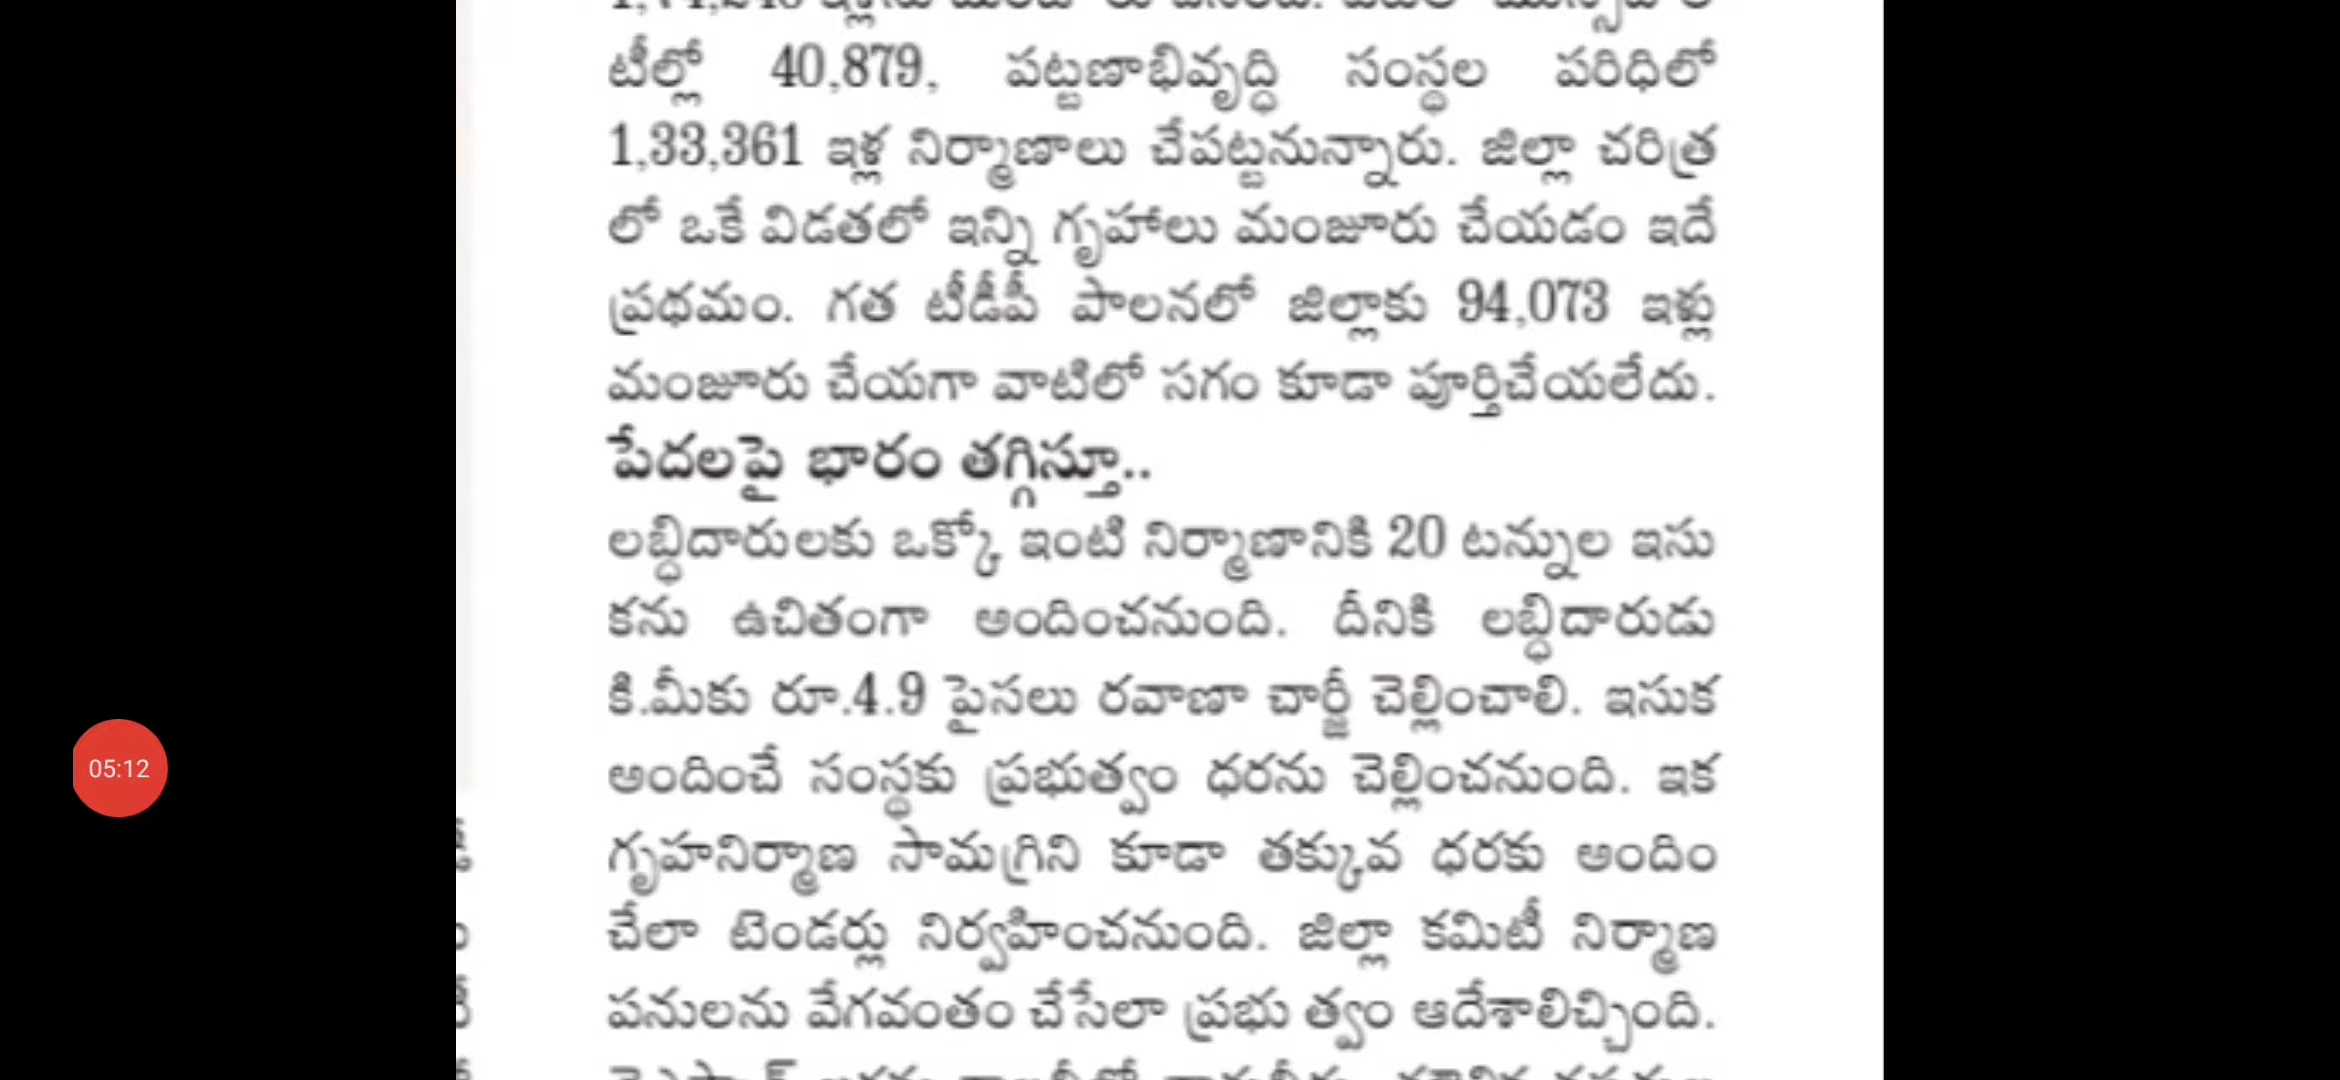 టీల్లో 40,879, పట్టణాభివృద్ధి సంస్థల పరిధిలో
1,33,361 ఇళ్ల నిర్మాణాలు చేపట్టనున్నారు. జిల్లా చరిత్ర
లో ఒకే విడతలో ఇన్ని గృహాలు మంజూరు చేయడం ఇదే
ప్రథమం. గత టీడీపీ పాలనలో జిల్లాకు 94,073 ఇళ్లు
మంజూరు చేయగా వాటిలో సగం కూడా పూర్తిచేయలేదు.
పేదలపై భారం తగ్గిస్తూ..
లబ్ధిదారులకు ఒక్కో ఇంటి నిర్మాణానికి 20 టన్నుల ఇసు
కను ఉచితంగా అందించనుంది. దీనికి లబ్ధిదారుడు
కి.మీకు రూ.4.9 పైసలు రవాణా చార్జీ చెల్లించాలి. ఇసుక
అందించే సంస్థకు ప్రభుత్వం ధరను చెల్లించనుంది. ఇక
గృహనిర్మాణ సామగ్రిని కూడా తక్కువ ధరకు అందిం
చేలా టెండర్లు నిర్వహించనుంది. జిల్లా కమిటీ నిర్మాణ
పనులను వేగవంతం చేసేలా ప్రభు త్వం ఆదేశాలిచ్చింది.
05:12